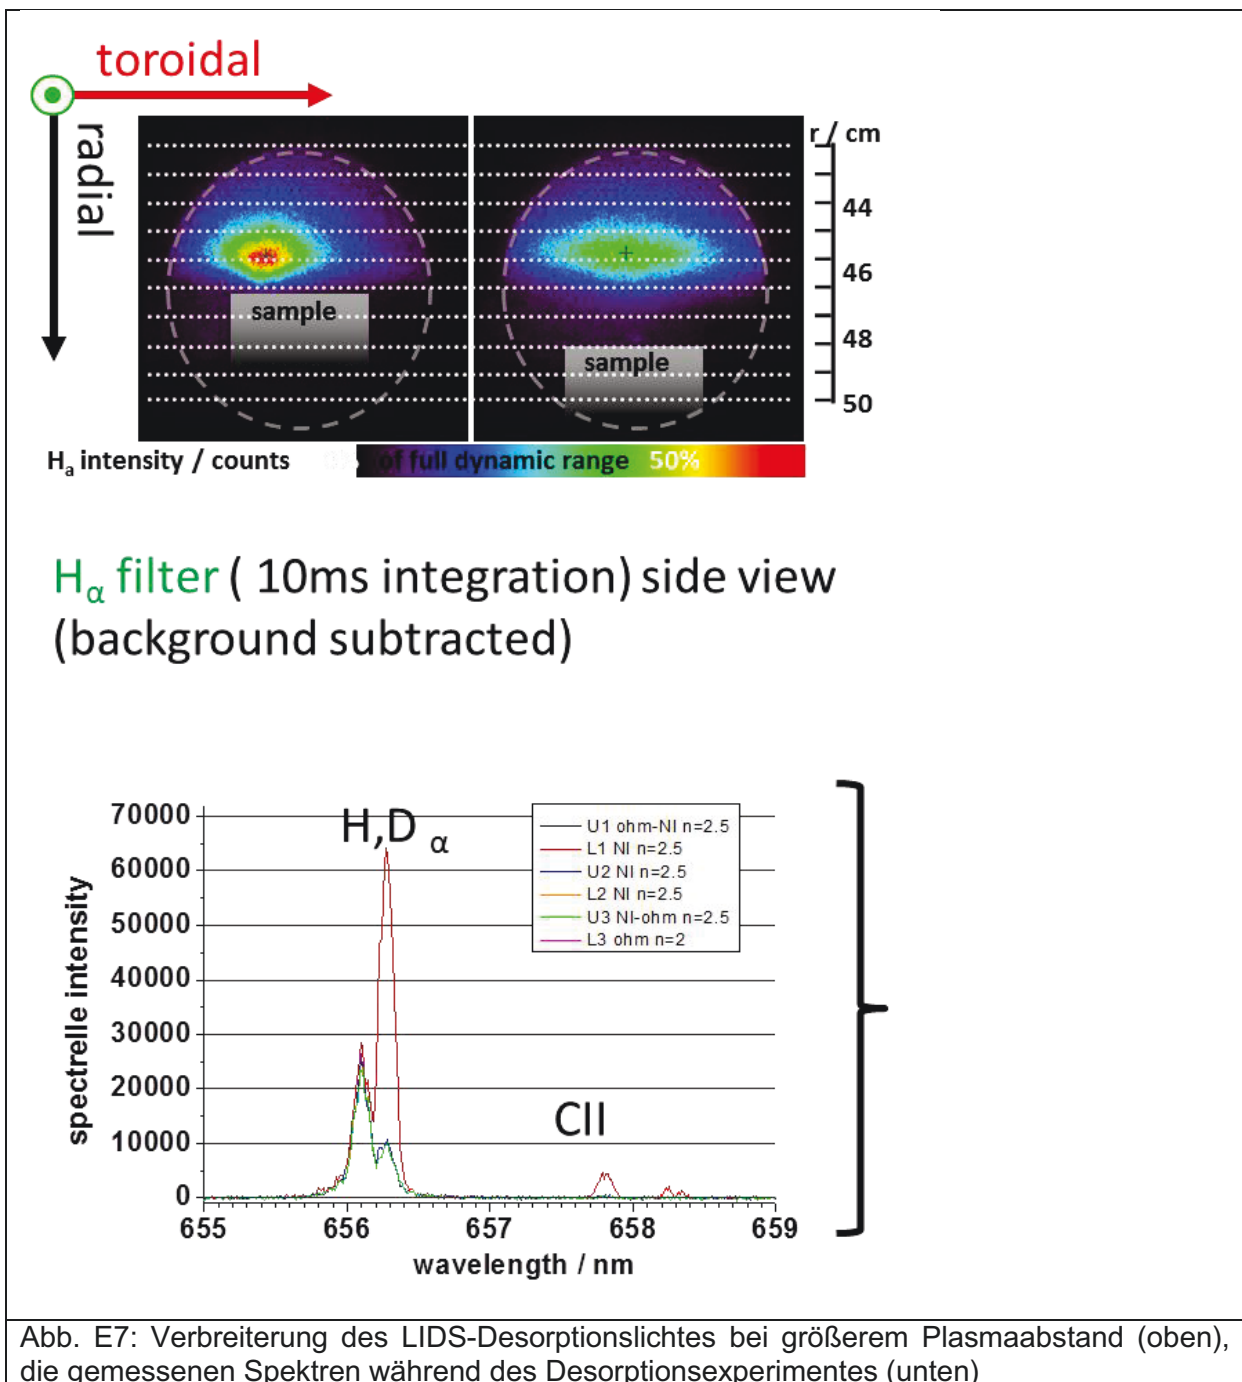 toroidal
radial
r / cm
44
46
48
50
sample
sample
Hₐ intensity / counts 0% of full dynamic range 50%
Hα filter ( 10ms integration) side view
(background subtracted)
70000
60000
50000
40000
30000
20000
10000
0
spectrelle intensity
H,D α
CII
U1 ohm-NI n=2.5
L1 NI n=2.5
U2 NI n=2.5
L2 NI n=2.5
U3 NI-ohm n=2.5
L3 ohm n=2
655 656 657 658 659
wavelength / nm
Abb. E7: Verbreiterung des LIDS-Desorptionslichtes bei größerem Plasmaabstand (oben),
die gemessenen Spektren während des Desorptionsexperimentes (unten)